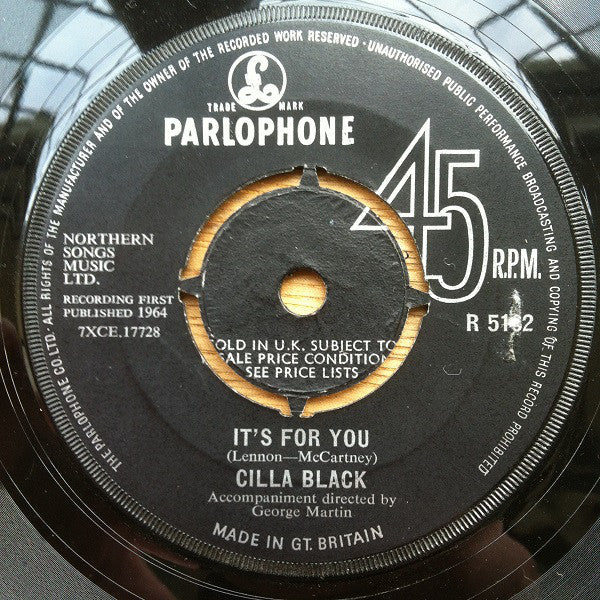 THE PARLOPHONE CO. LTD. ALL RIGHTS OF THE MANUFACTURER AND OF THE OWNER OF THE RECORDED WORK RESERVED · UNAUTHORISED PUBLIC PERFORMANCE BROADCASTING AND COPYING OF THIS RECORD PROHIBITED
£
TRADE MARK
PARLOPHONE
45
R.P.M.
NORTHERN
SONGS
MUSIC
LTD.
RECORDING FIRST
PUBLISHED 1964
7XCE.17728
R
OLD IN U.K. SUBJECT TO
ALE PRICE CONDITION
SEE PRICE LISTS
IT'S FOR YOU
(Lennon—McCartney)
CILLA BLACK
Accompaniment directed by
George Martin
MADE IN GT. BRITAIN